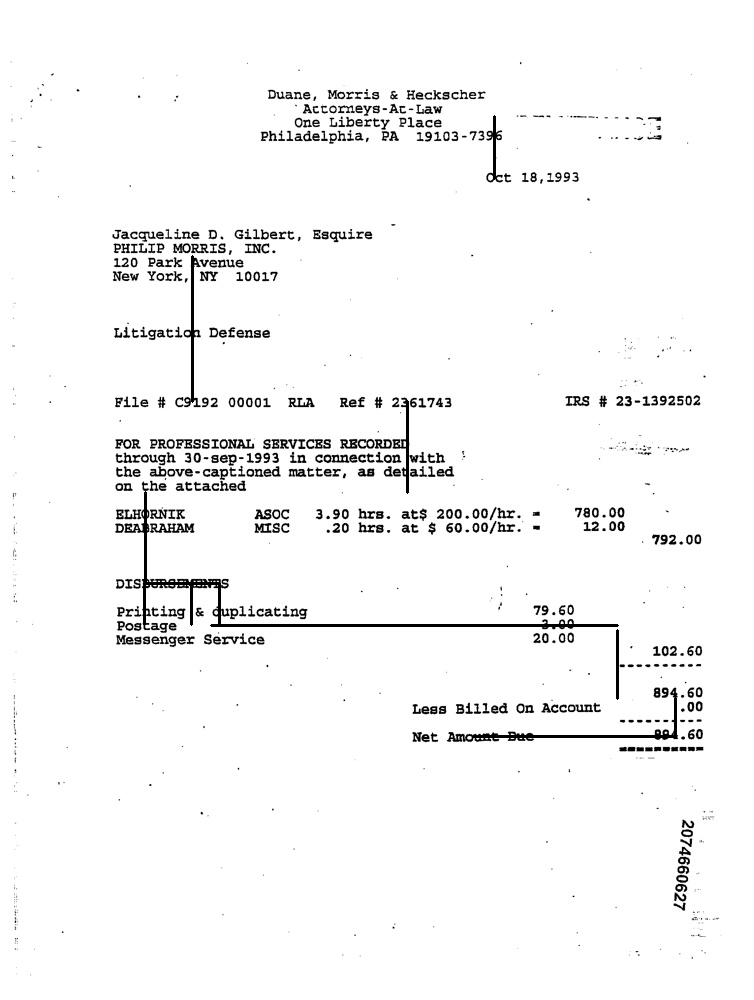 Duane, Morris & Heckscher
Attorneys-At-Law
One Liberty Place
Philadelphia, PA 19103-7396
Oct 18,1993
Jacqueline D. Gilbert, Esquire
PHILIP MORRIS, INC.
120 Park Avenue
New York, NY 10017
Litigation Defense
File # C9192 00001 RLA Ref # 2361743 IRS # 23-1392502
FOR PROFESSIONAL SERVICES RECORDED
through 30-sep-1993 in connection with
the above-captioned matter, as detailed
on the attached
ELHORNIK ASOC 3.90 hrs. at$ 200.00/hr. = 780.00
DEABRAHAM MISC .20 hrs. at $ 60.00/hr. = 12.00
792.00
DISBURSEMENTS
Printing & duplicating 79.60
Postage 3.00
Messenger Service 20.00
102.60
894.60
Less Billed On Account .00
Net Amount Due 894.60
2074660627